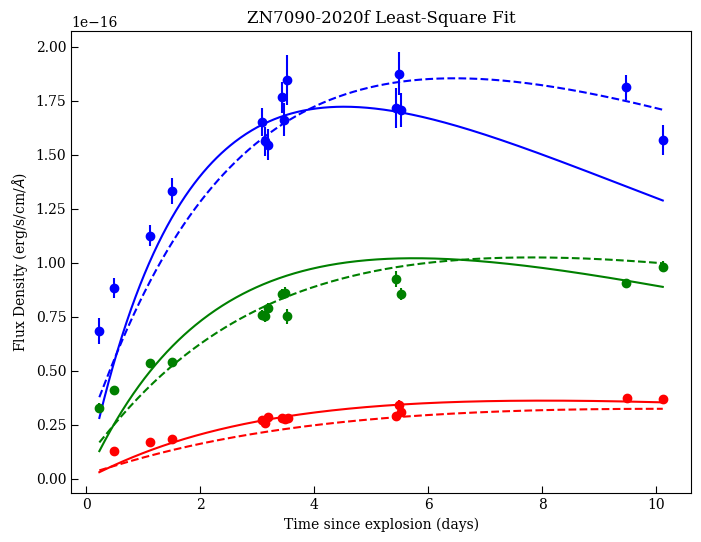 ZN7090-2020f Least-Square Fit
1e−16
2.00
1.75
1.50
1.25
1.00
0.75
0.50
0.25
0.00
Flux Density (erg/s/cm/Å)
0 2 4 6 8 10
Time since explosion (days)